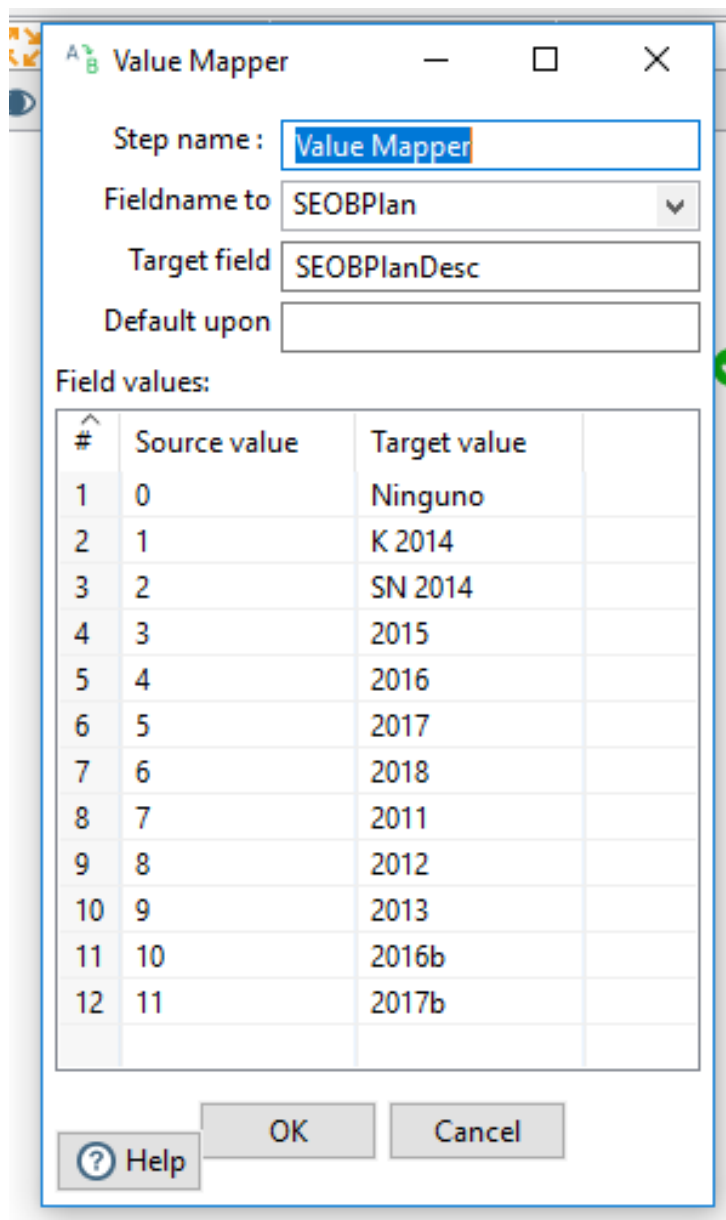 Value Mapper
Step name : Value Mapper
Fieldname to SEOBPlan
Target field SEOBPlanDesc
Default upon
Field values:
# Source value Target value
1 0 Ninguno
2 1 K 2014
3 2 SN 2014
4 3 2015
5 4 2016
6 5 2017
7 6 2018
8 7 2011
9 8 2012
10 9 2013
11 10 2016b
12 11 2017b
OK Cancel
Help